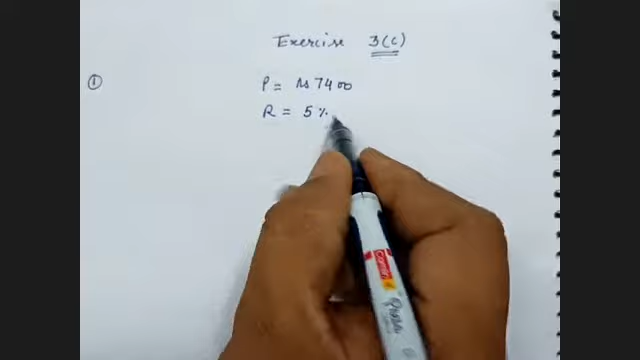 Exercise 3(c)
① P = Rs 7400
R = 5%